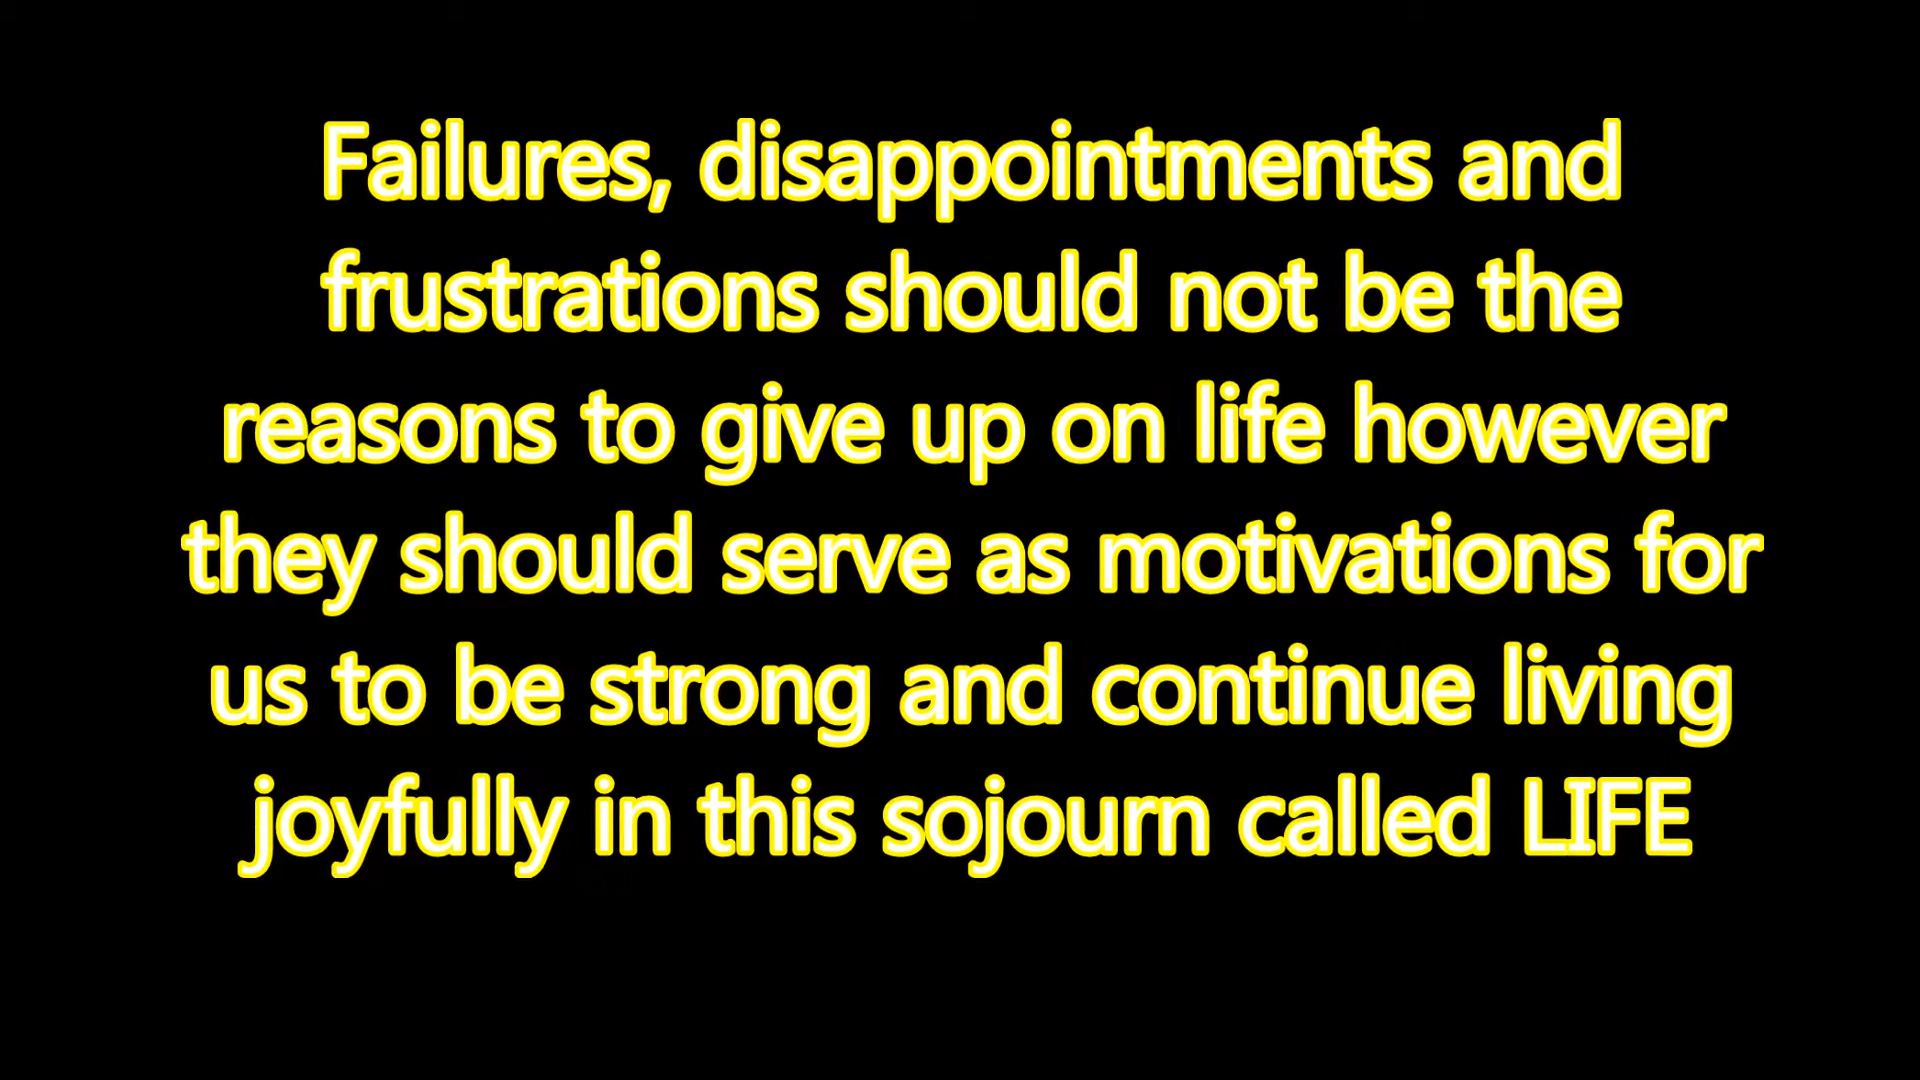 Failures, disappointments and
frustrations should not be the
reasons to give up on life however
they should serve as motivations for
us to be strong and continue living
joyfully in this sojourn called LIFE